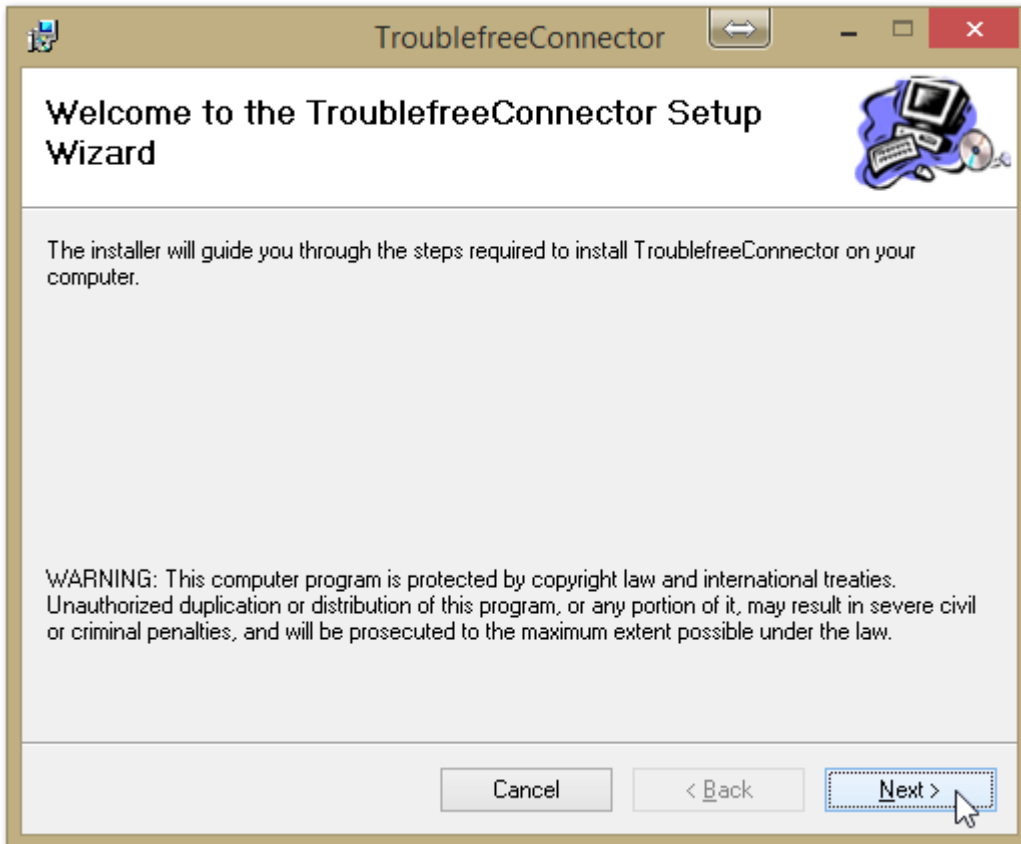 TroublefreeConnector
Welcome to the TroublefreeConnector Setup
Wizard
The installer will guide you through the steps required to install TroublefreeConnector on your
computer.
WARNING: This computer program is protected by copyright law and international treaties.
Unauthorized duplication or distribution of this program, or any portion of it, may result in severe civil
or criminal penalties, and will be prosecuted to the maximum extent possible under the law.
Cancel < Back Next >